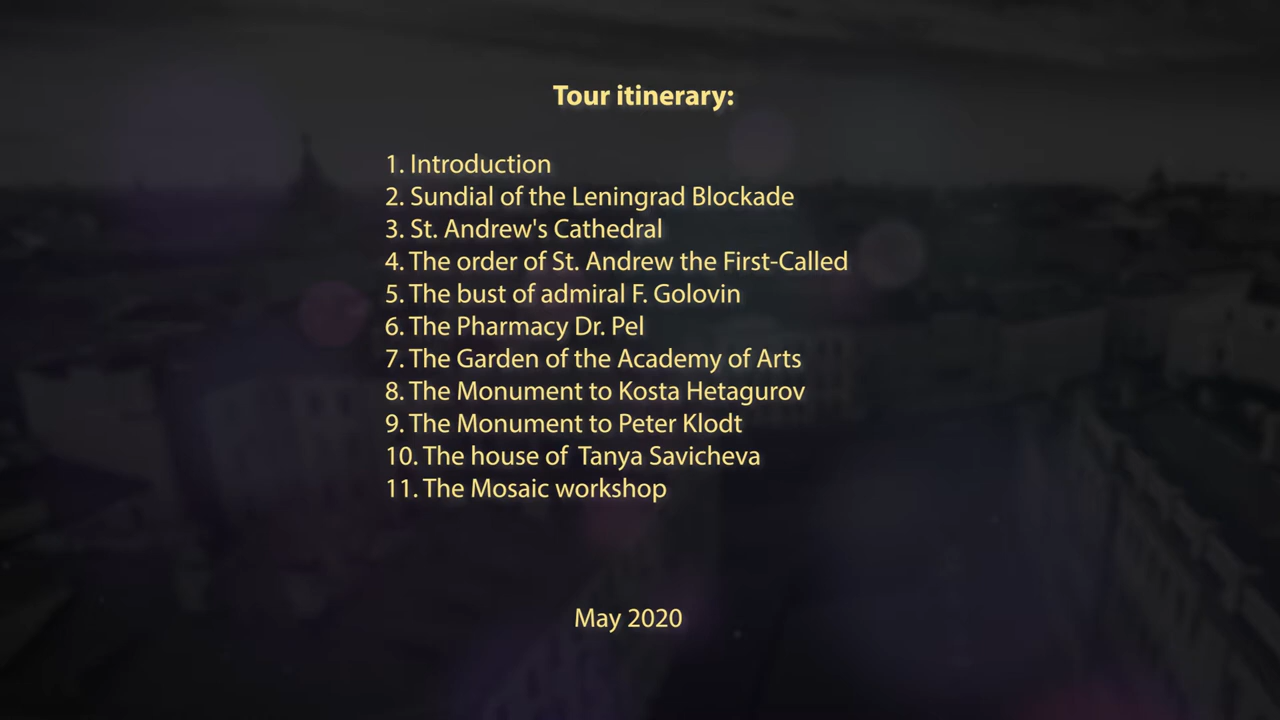 Tour itinerary:
1. Introduction
2. Sundial of the Leningrad Blockade
3. St. Andrew's Cathedral
4. The order of St. Andrew the First-Called
5. The bust of admiral F. Golovin
6. The Pharmacy Dr. Pel
7. The Garden of the Academy of Arts
8. The Monument to Kosta Hetagurov
9. The Monument to Peter Klodt
10. The house of  Tanya Savicheva
11. The Mosaic workshop
May 2020